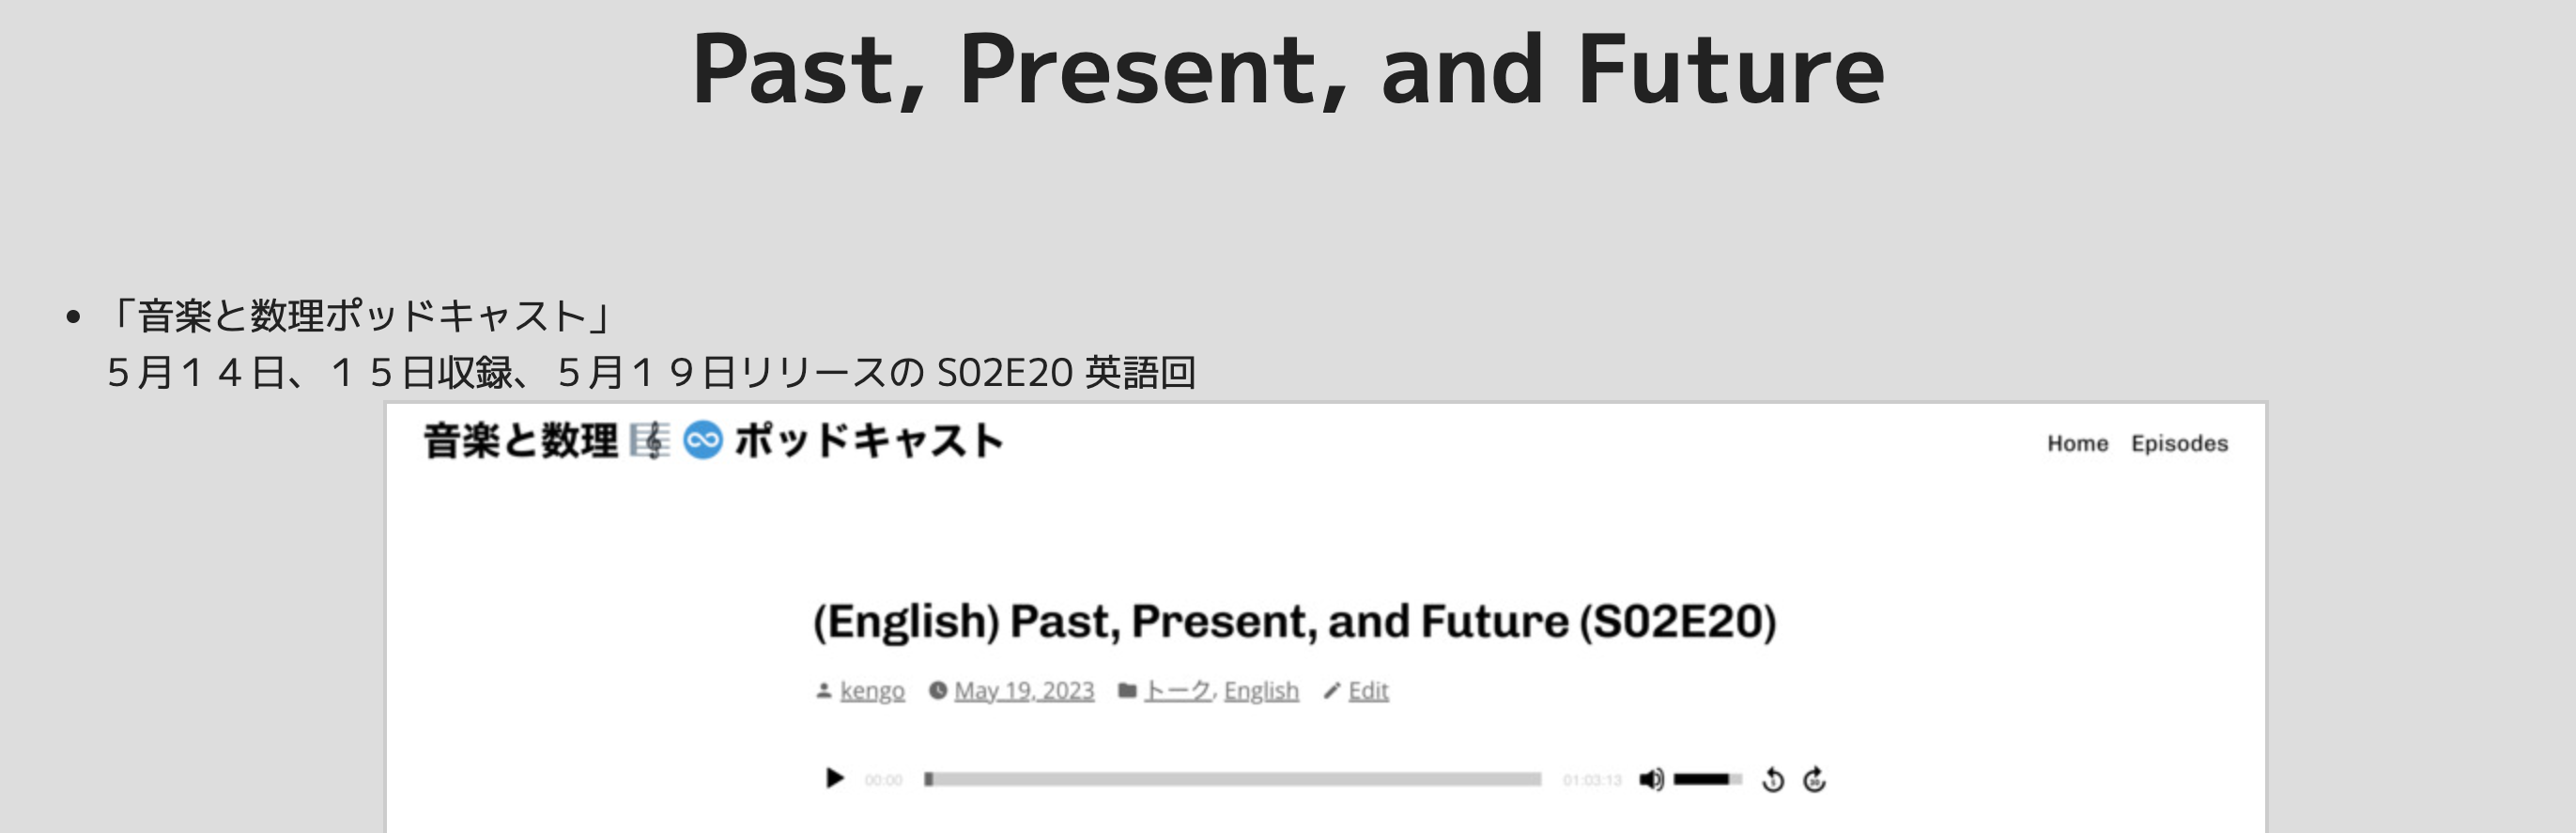 Past, Present, and Future
• 「音楽と数理ポッドキャスト」
５月１４日、１５日収録、５月１９日リリースの S02E20 英語回
音楽と数理 🎼 ♾️ ポッドキャスト
Home Episodes
(English) Past, Present, and Future (S02E20)
kengo May 19, 2023 トーク, English Edit
00:00 01:03:13